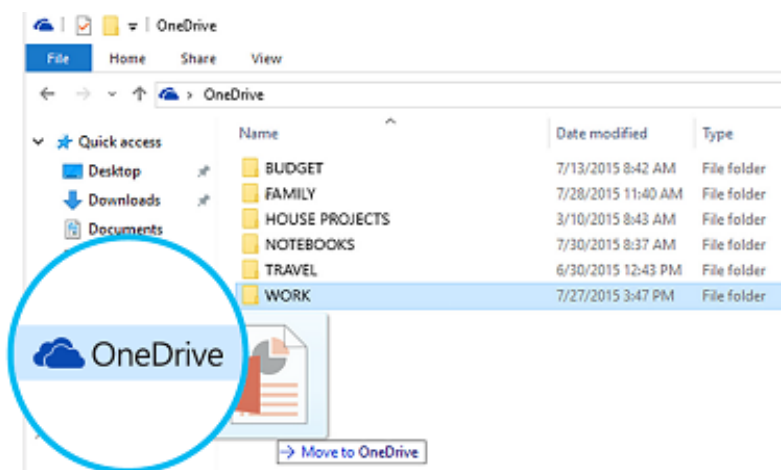 OneDrive
File Home Share View
OneDrive
Quick access
Desktop
Downloads
Documents
OneDrive
Name Date modified Type
BUDGET 7/13/2015 8:42 AM File folder
FAMILY 7/28/2015 11:40 AM File folder
HOUSE PROJECTS 3/10/2015 8:43 AM File folder
NOTEBOOKS 7/30/2015 8:37 AM File folder
TRAVEL 6/30/2015 12:43 PM File folder
WORK 7/27/2015 3:47 PM File folder
Move to OneDrive